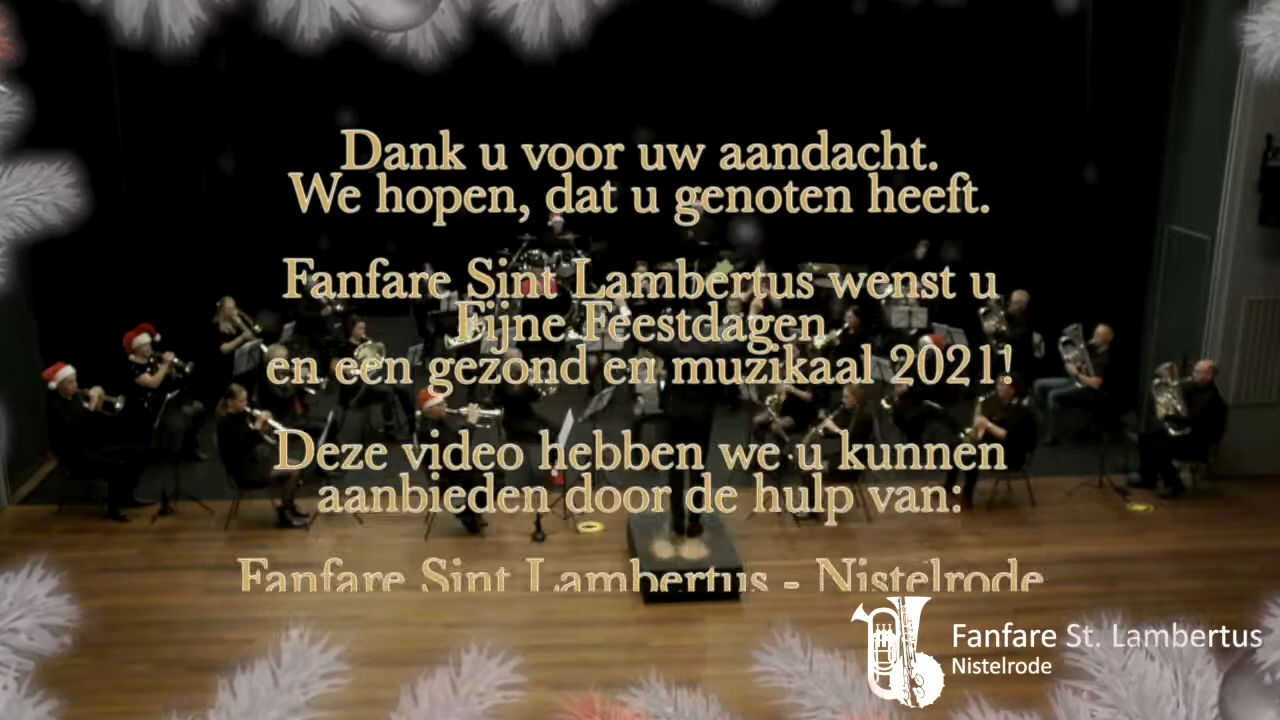 Dank u voor uw aandacht.
We hopen, dat u genoten heeft.
Fanfare Sint Lambertus wenst u
Fijne Feestdagen
en een gezond en muzikaal 2021!
Deze video hebben we u kunnen
aanbieden door de hulp van:
Fanfare Sint Lambertus - Nistelrode
Fanfare St. Lambertus
Nistelrode